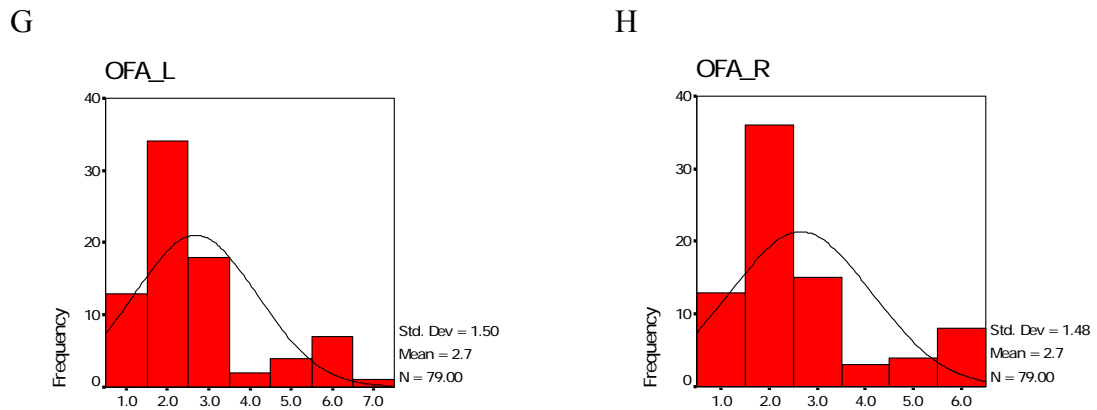 G
H
OFA_L
40
30
20
10
0
Frequency
1.0 2.0 3.0 4.0 5.0 6.0 7.0
Std. Dev = 1.50
Mean = 2.7
N = 79.00
OFA_R
40
30
20
10
0
Frequency
1.0 2.0 3.0 4.0 5.0 6.0
Std. Dev = 1.48
Mean = 2.7
N = 79.00